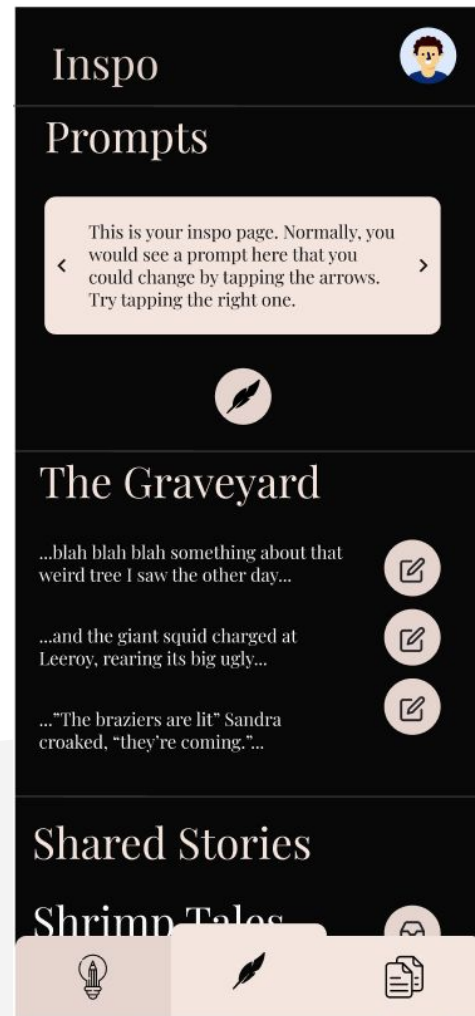 Inspo
Prompts
This is your inspo page. Normally, you
would see a prompt here that you
could change by tapping the arrows.
Try tapping the right one.
The Graveyard
...blah blah blah something about that
weird tree I saw the other day...
...and the giant squid charged at
Leeroy, rearing its big ugly...
..."The braziers are lit” Sandra
croaked, “they’re coming.”...
Shared Stories
Shrimp Tales